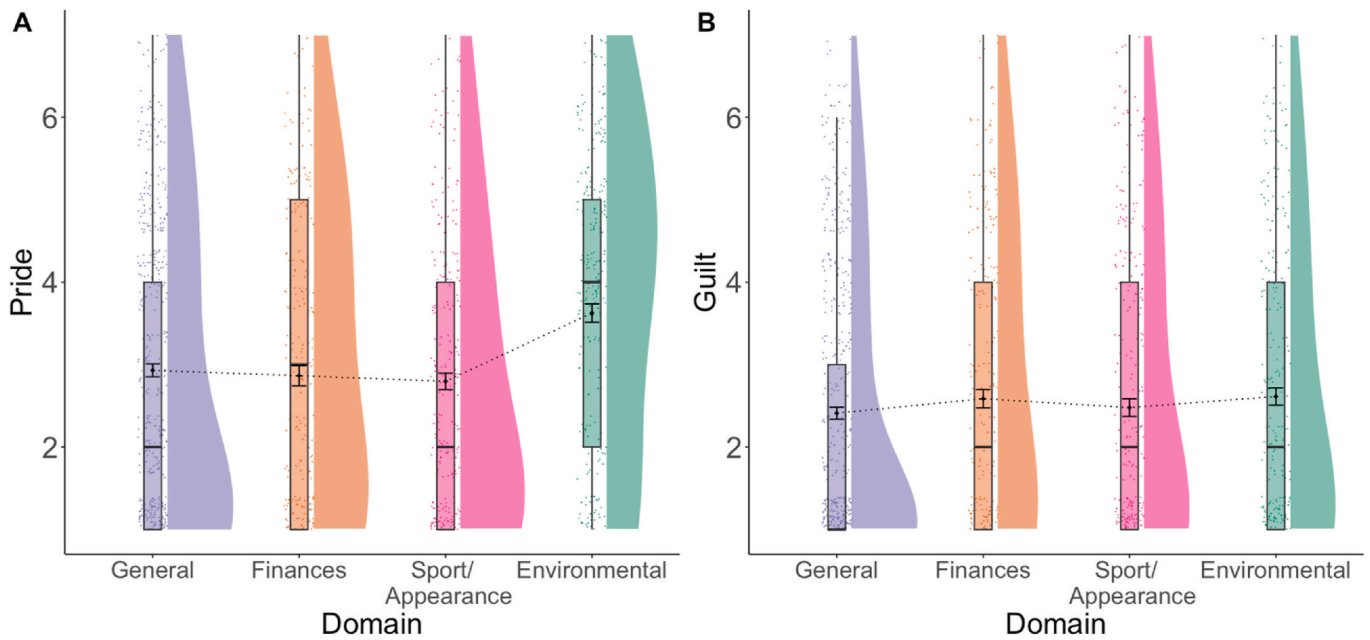 A
Pride
6
4
2
General
Finances
Sport/
Appearance
Environmental
Domain
B
Guilt
6
4
2
General
Finances
Sport/
Appearance
Environmental
Domain